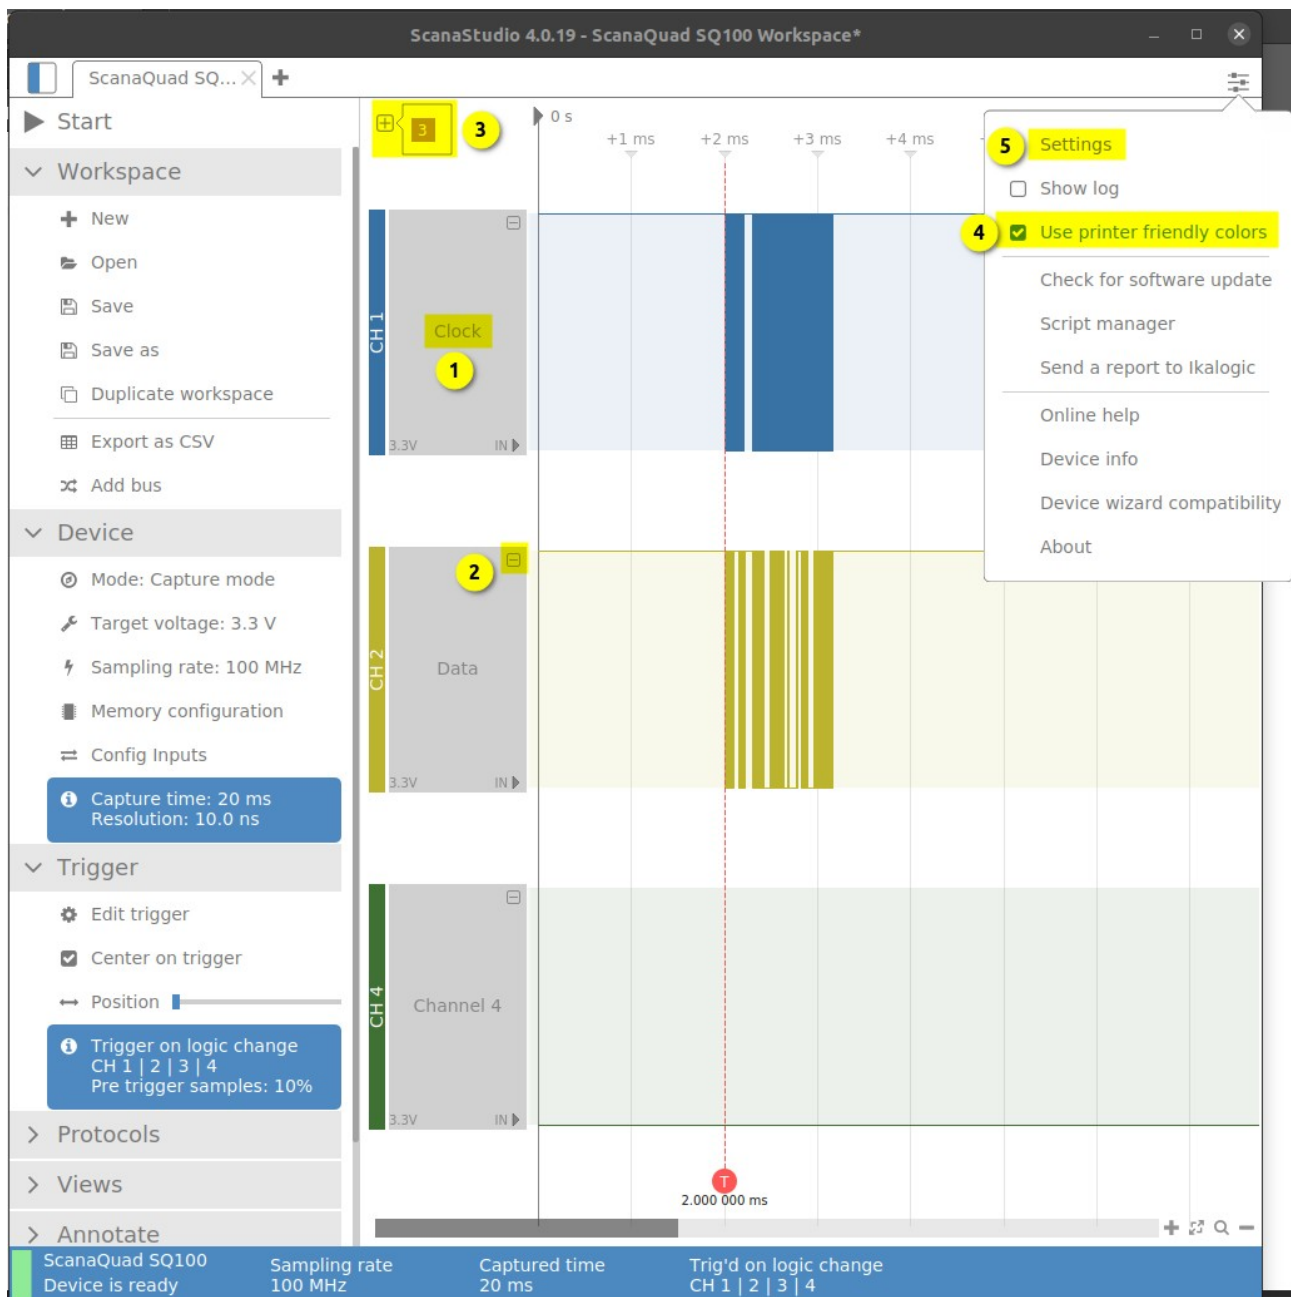 ScanaStudio 4.0.19 - ScanaQuad SQ100 Workspace*
ScanaQuad SQ...
Start
Workspace
New
Open
Save
Save as
Duplicate workspace
Export as CSV
Add bus
Device
Mode: Capture mode
Target voltage: 3.3 V
Sampling rate: 100 MHz
Memory configuration
Config Inputs
Capture time: 20 ms
Resolution: 10.0 ns
Trigger
Edit trigger
Center on trigger
Position
Trigger on logic change
CH 1 | 2 | 3 | 4
Pre trigger samples: 10%
Protocols
Views
Annotate
3
3
0 s
+1 ms
+2 ms
+3 ms
+4 ms
CH 1
Clock
1
3.3V
IN
CH 2
2
Data
3.3V
IN
CH 4
Channel 4
3.3V
IN
T
2.000 000 ms
5
Settings
Show log
4
Use printer friendly colors
Check for software update
Script manager
Send a report to Ikalogic
Online help
Device info
Device wizard compatibility
About
ScanaQuad SQ100
Device is ready
Sampling rate
100 MHz
Captured time
20 ms
Trig'd on logic change
CH 1 | 2 | 3 | 4